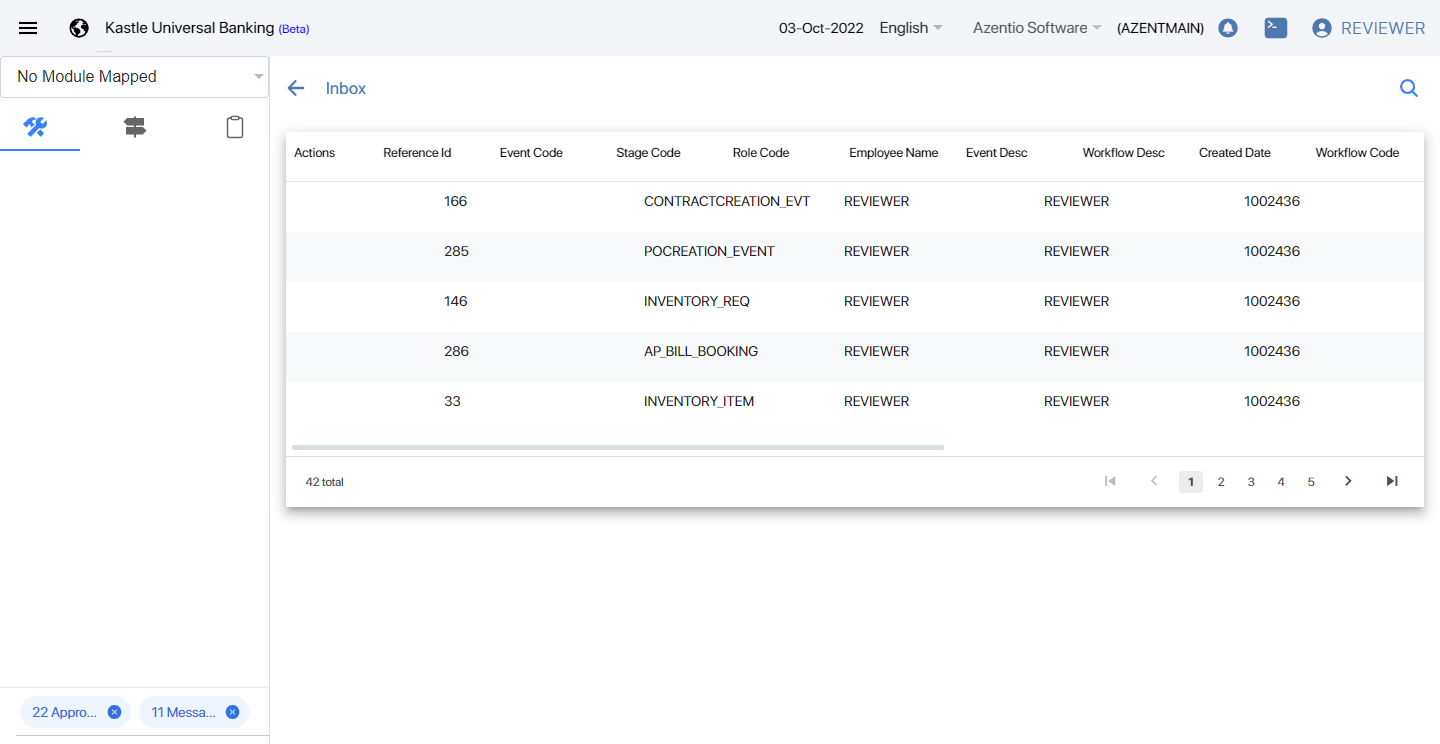 Kastle Universal Banking (Beta) 03-Oct-2022 English Azentio Software (AZENTMAIN) REVIEWER
No Module Mapped
Inbox
Actions Reference Id Event Code Stage Code Role Code Employee Name Event Desc Workflow Desc Created Date Workflow Code
166 CONTRACTCREATION_EVT REVIEWER REVIEWER 1002436
285 POCREATION_EVENT REVIEWER REVIEWER 1002436
146 INVENTORY_REQ REVIEWER REVIEWER 1002436
286 AP_BILL_BOOKING REVIEWER REVIEWER 1002436
33 INVENTORY_ITEM REVIEWER REVIEWER 1002436
42 total 1 2 3 4 5
22 Appro... 11 Messa...